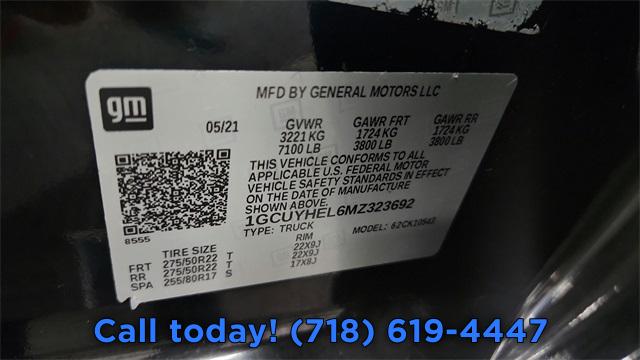 gm
MFD BY GENERAL MOTORS LLC
05/21 GVWR GAWR FRT GAWR RR
3221 KG 1724 KG 1724 KG
7100 LB 3800 LB 3800 LB
THIS VEHICLE CONFORMS TO ALL
APPLICABLE U.S. FEDERAL MOTOR
VEHICLE SAFETY STANDARDS IN EFFECT
ON THE DATE OF MANUFACTURE
SHOWN ABOVE.
1GCUYHEL6MZ323692
TYPE: TRUCK MODEL:
8555
TIRE SIZE RIM
FRT 275/50R22 T 22X9J
RR 275/50R22 T 22X9J
SPA 255/80R17 S 17X8J
Call today! (718) 619-4447